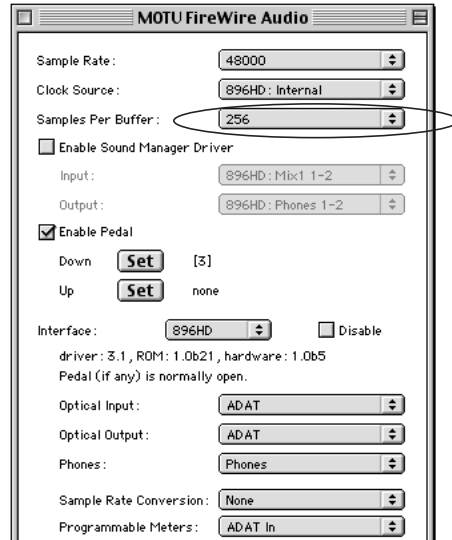 MOTU FireWire Audio
Sample Rate: 48000
Clock Source: 896HD: Internal
Samples Per Buffer: 256
Enable Sound Manager Driver
Input: 896HD: Mix1 1-2
Output: 896HD: Phones 1-2
Enable Pedal
Down Set [3]
Up Set none
Interface: 896HD Disable
driver: 3.1, ROM: 1.0b21, hardware: 1.0b5
Pedal (if any) is normally open.
Optical Input: ADAT
Optical Output: ADAT
Phones: Phones
Sample Rate Conversion: None
Programmable Meters: ADAT In